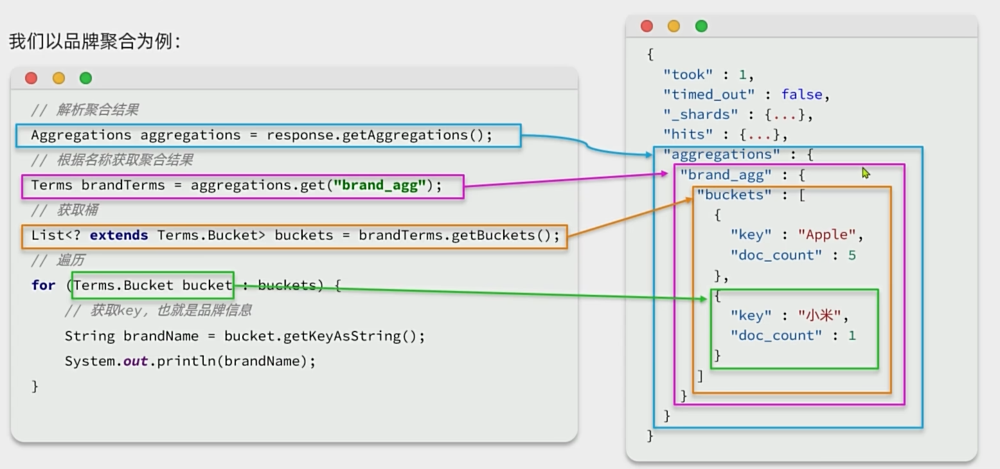 我们以品牌聚合为例：
// 解析聚合结果
Aggregations aggregations = response.getAggregations();
// 根据名称获取聚合结果
Terms brandTerms = aggregations.get("brand_agg");
// 获取桶
List<? extends Terms.Bucket> buckets = brandTerms.getBuckets();
// 遍历
for (Terms.Bucket bucket : buckets) {
// 获取key，也就是品牌信息
String brandName = bucket.getKeyAsString();
System.out.println(brandName);
}
{
"took" : 1,
"timed_out" : false,
"_shards" : {...},
"hits" : {...},
"aggregations" : {
"brand_agg" : {
"buckets" : [
{
"key" : "Apple",
"doc_count" : 5
},
{
"key" : "小米",
"doc_count" : 1
}
]
}
}
}